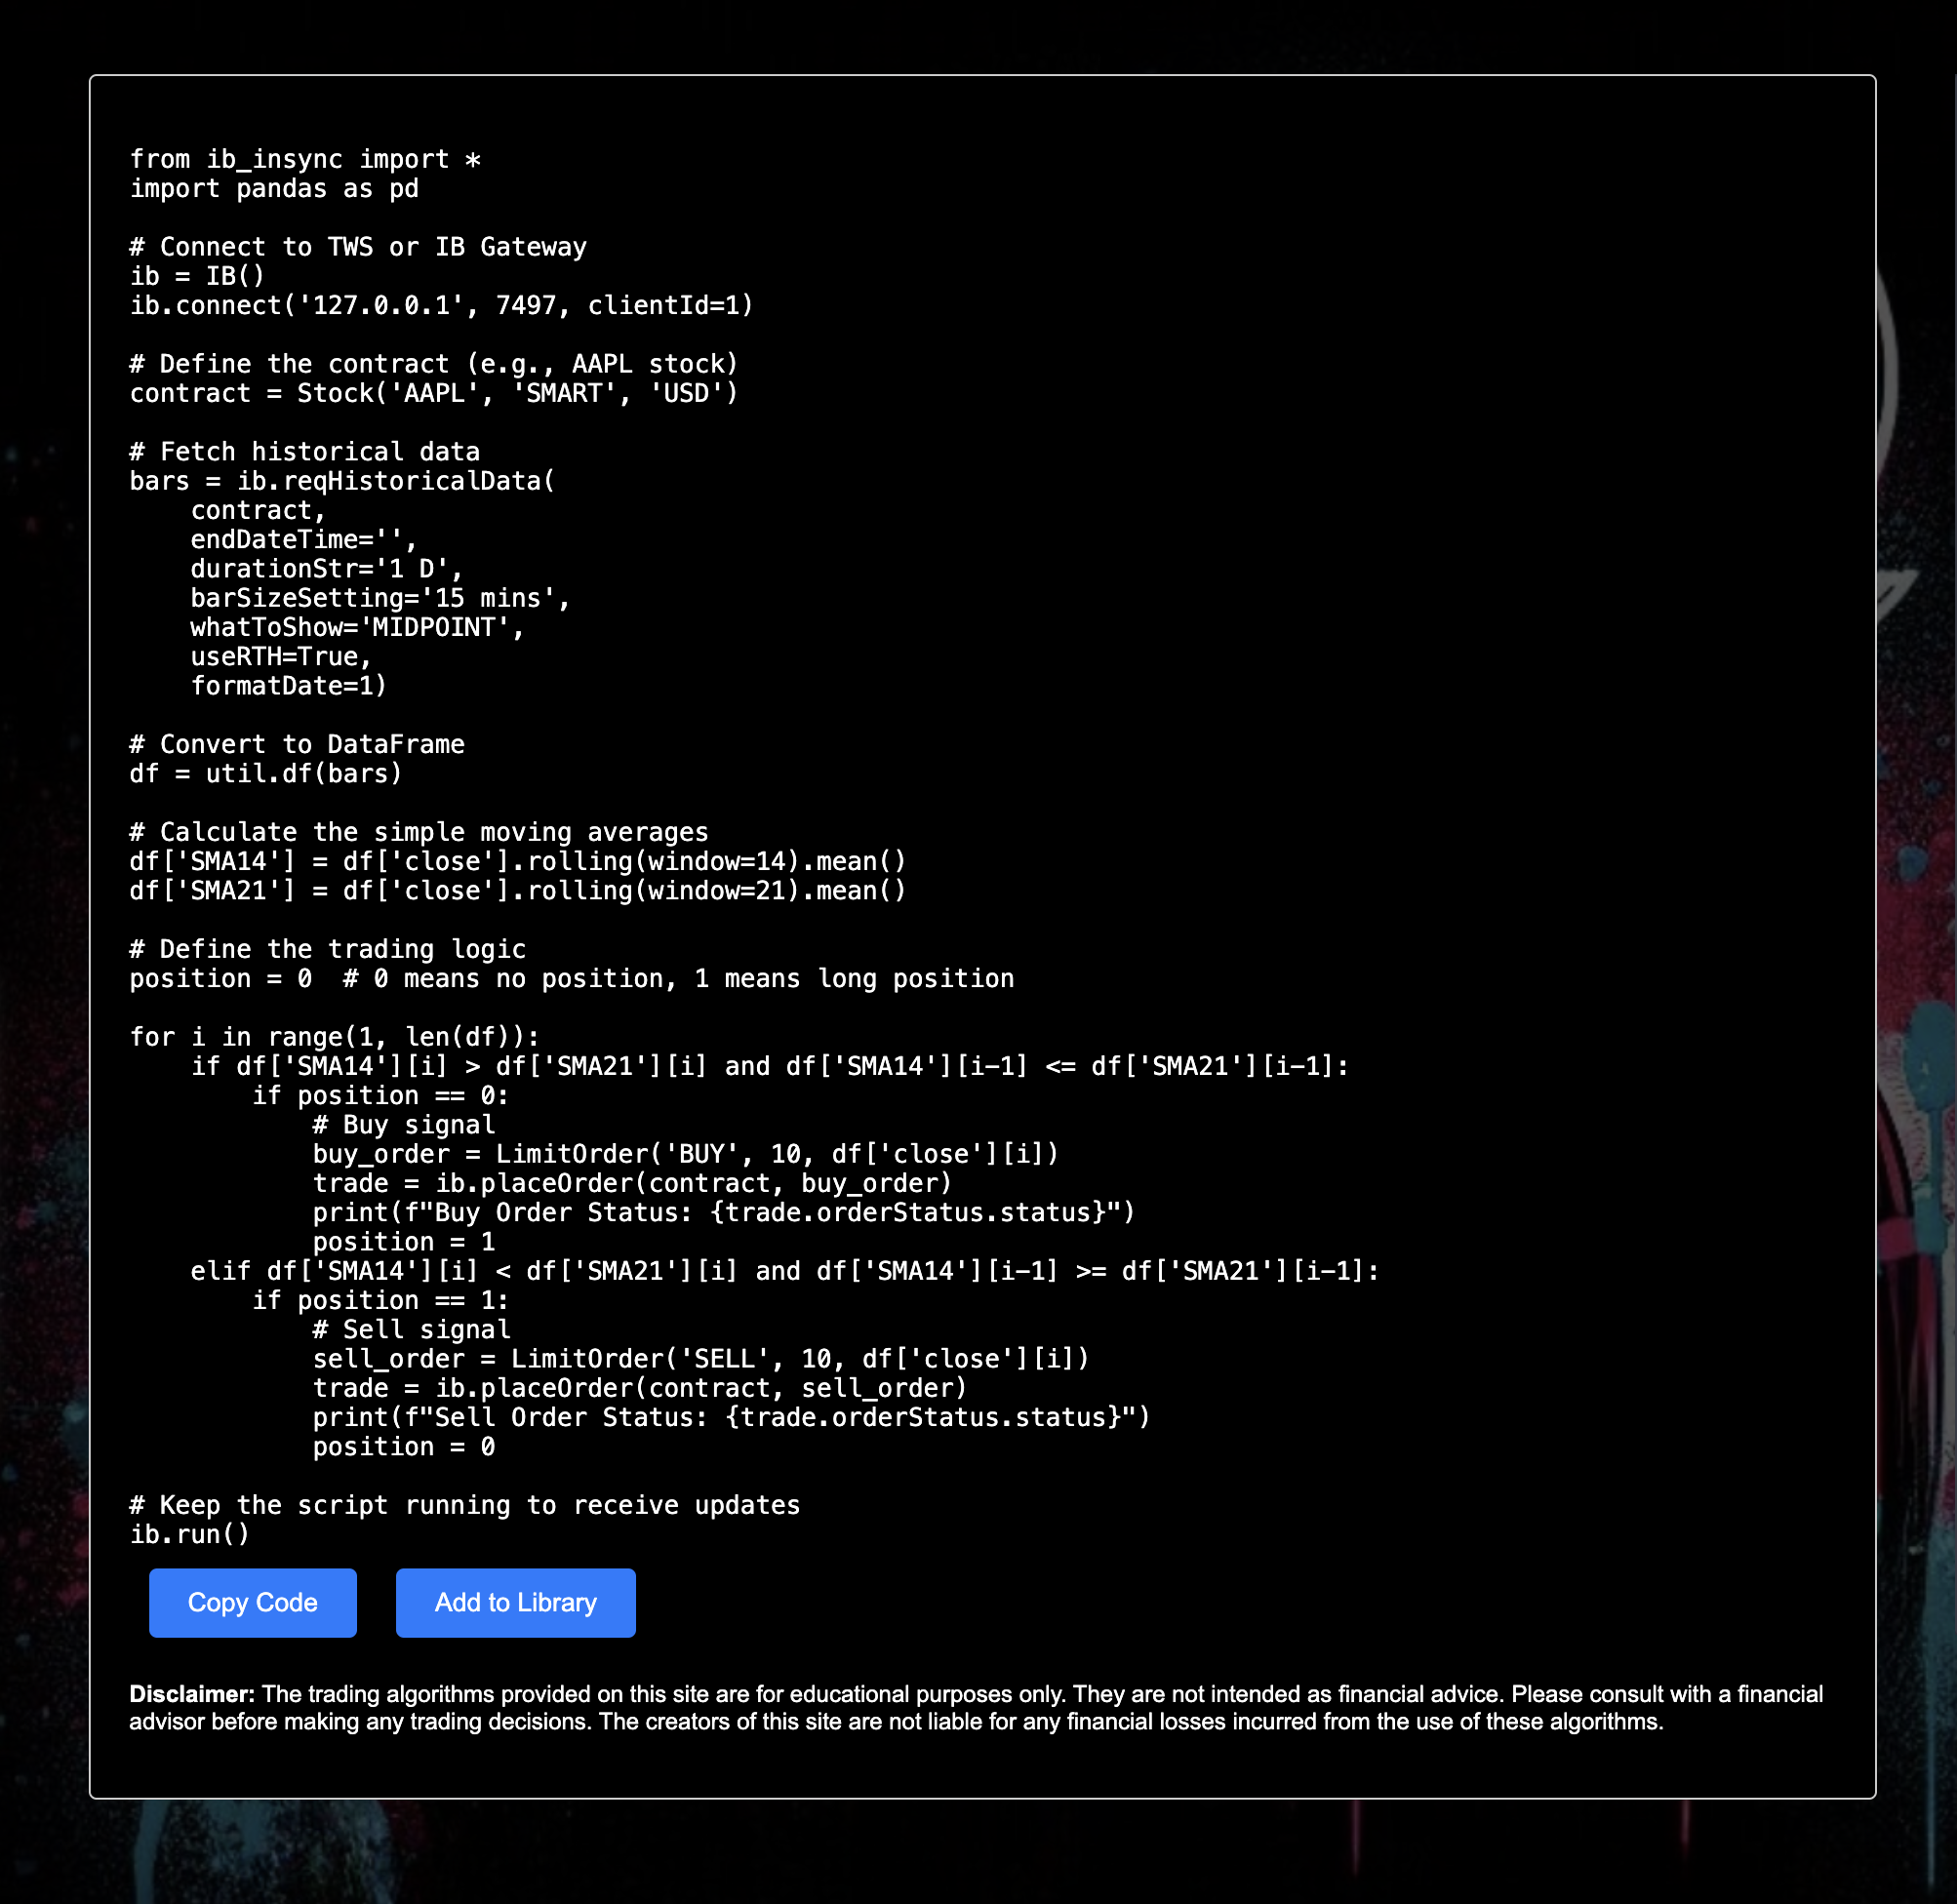 from ib_insync import *
import pandas as pd

# Connect to TWS or IB Gateway
ib = IB()
ib.connect('127.0.0.1', 7497, clientId=1)

# Define the contract (e.g., AAPL stock)
contract = Stock('AAPL', 'SMART', 'USD')

# Fetch historical data
bars = ib.reqHistoricalData(
    contract,
    endDateTime='',
    durationStr='1 D',
    barSizeSetting='15 mins',
    whatToShow='MIDPOINT',
    useRTH=True,
    formatDate=1)

# Convert to DataFrame
df = util.df(bars)

# Calculate the simple moving averages
df['SMA14'] = df['close'].rolling(window=14).mean()
df['SMA21'] = df['close'].rolling(window=21).mean()

# Define the trading logic
position = 0  # 0 means no position, 1 means long position

for i in range(1, len(df)):
    if df['SMA14'][i] > df['SMA21'][i] and df['SMA14'][i-1] <= df['SMA21'][i-1]:
        if position == 0:
            # Buy signal
            buy_order = LimitOrder('BUY', 10, df['close'][i])
            trade = ib.placeOrder(contract, buy_order)
            print(f"Buy Order Status: {trade.orderStatus.status}")
            position = 1
    elif df['SMA14'][i] < df['SMA21'][i] and df['SMA14'][i-1] >= df['SMA21'][i-1]:
        if position == 1:
            # Sell signal
            sell_order = LimitOrder('SELL', 10, df['close'][i])
            trade = ib.placeOrder(contract, sell_order)
            print(f"Sell Order Status: {trade.orderStatus.status}")
            position = 0

# Keep the script running to receive updates
ib.run()
Copy Code
Add to Library
Disclaimer: The trading algorithms provided on this site are for educational purposes only. They are not intended as financial advice. Please consult with a financial
advisor before making any trading decisions. The creators of this site are not liable for any financial losses incurred from the use of these algorithms.